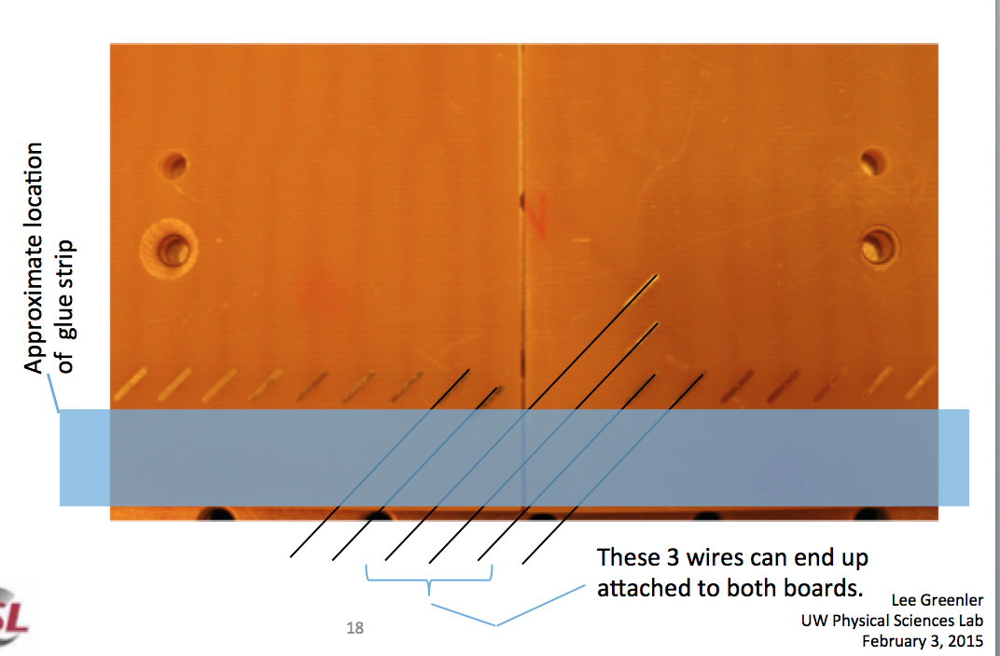 Approximate location
of glue strip
These 3 wires can end up
attached to both boards.
18
Lee Greenler
UW Physical Sciences Lab
February 3, 2015
SL